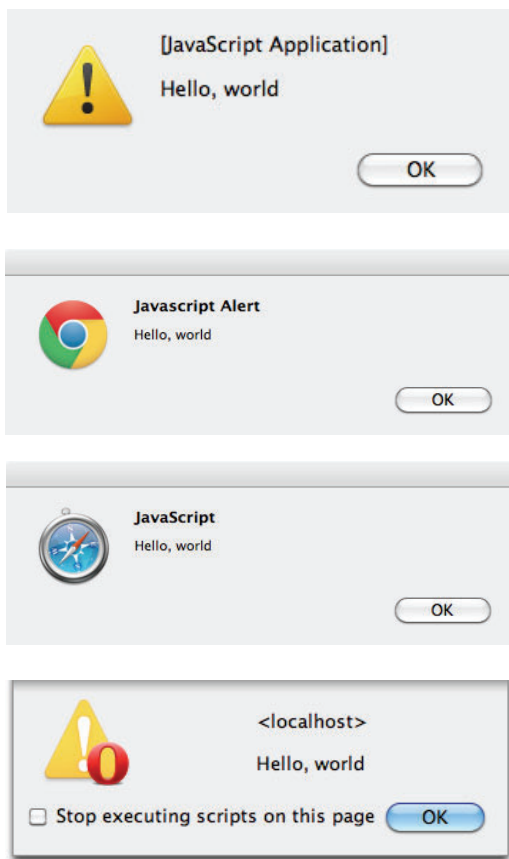 [JavaScript Application]
Hello, world
OK
Javascript Alert
Hello, world
OK
JavaScript
Hello, world
OK
<localhost>
Hello, world
Stop executing scripts on this page OK